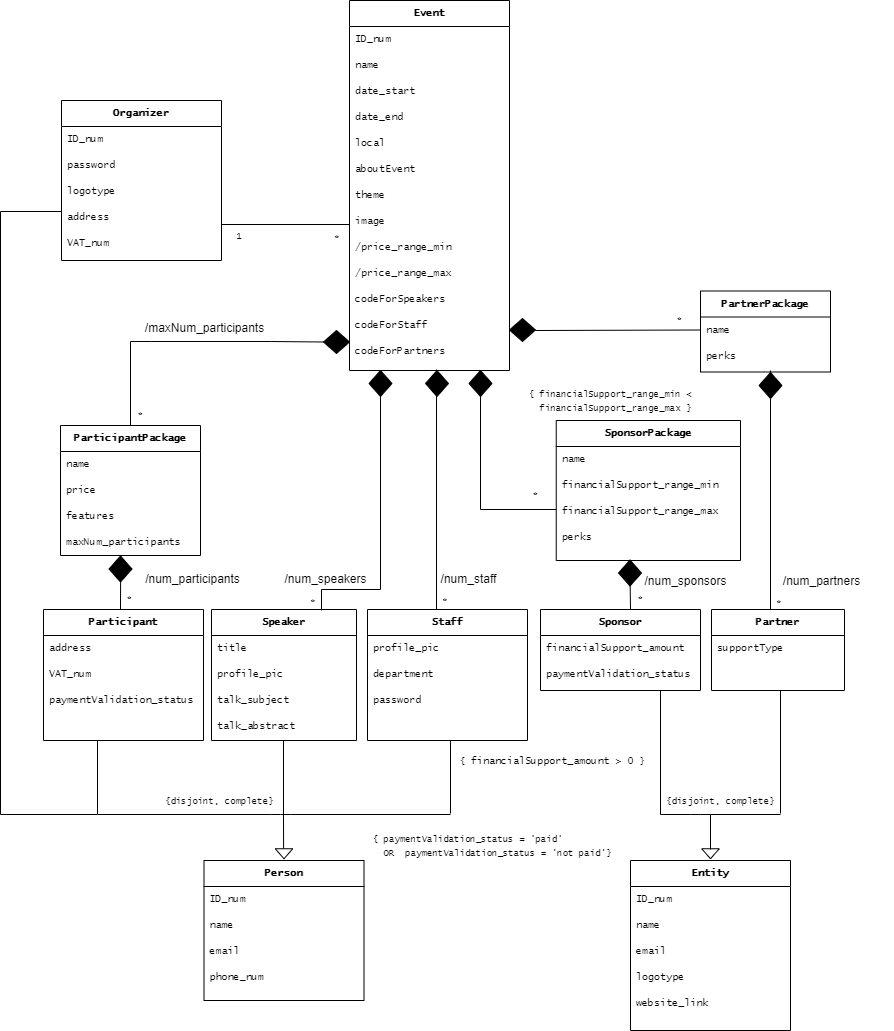 Event
ID_num
name
date_start
date_end
local
aboutEvent
theme
image
/price_range_min
/price_range_max
codeForSpeakers
codeForStaff
codeForPartners
Organizer
ID_num
password
logotype
address
VAT_num
1
*
/maxNum_participants
*
PartnerPackage
name
perks
*
{ financialSupport_range_min <
financialSupport_range_max }
ParticipantPackage
name
price
features
maxNum_participants
SponsorPackage
name
financialSupport_range_min
financialSupport_range_max
perks
*
/num_participants
*
/num_speakers
*
/num_staff
*
/num_sponsors
*
/num_partners
*
Participant
address
VAT_num
paymentValidation_status
Speaker
title
profile_pic
talk_subject
talk_abstract
Staff
profile_pic
department
password
Sponsor
financialSupport_amount
paymentValidation_status
Partner
supportType
{ financialSupport_amount > 0 }
{disjoint, complete}
{disjoint, complete}
{ paymentValidation_status = 'paid'
OR paymentValidation_status = 'not paid'}
Person
ID_num
name
email
phone_num
Entity
ID_num
name
email
logotype
website_link